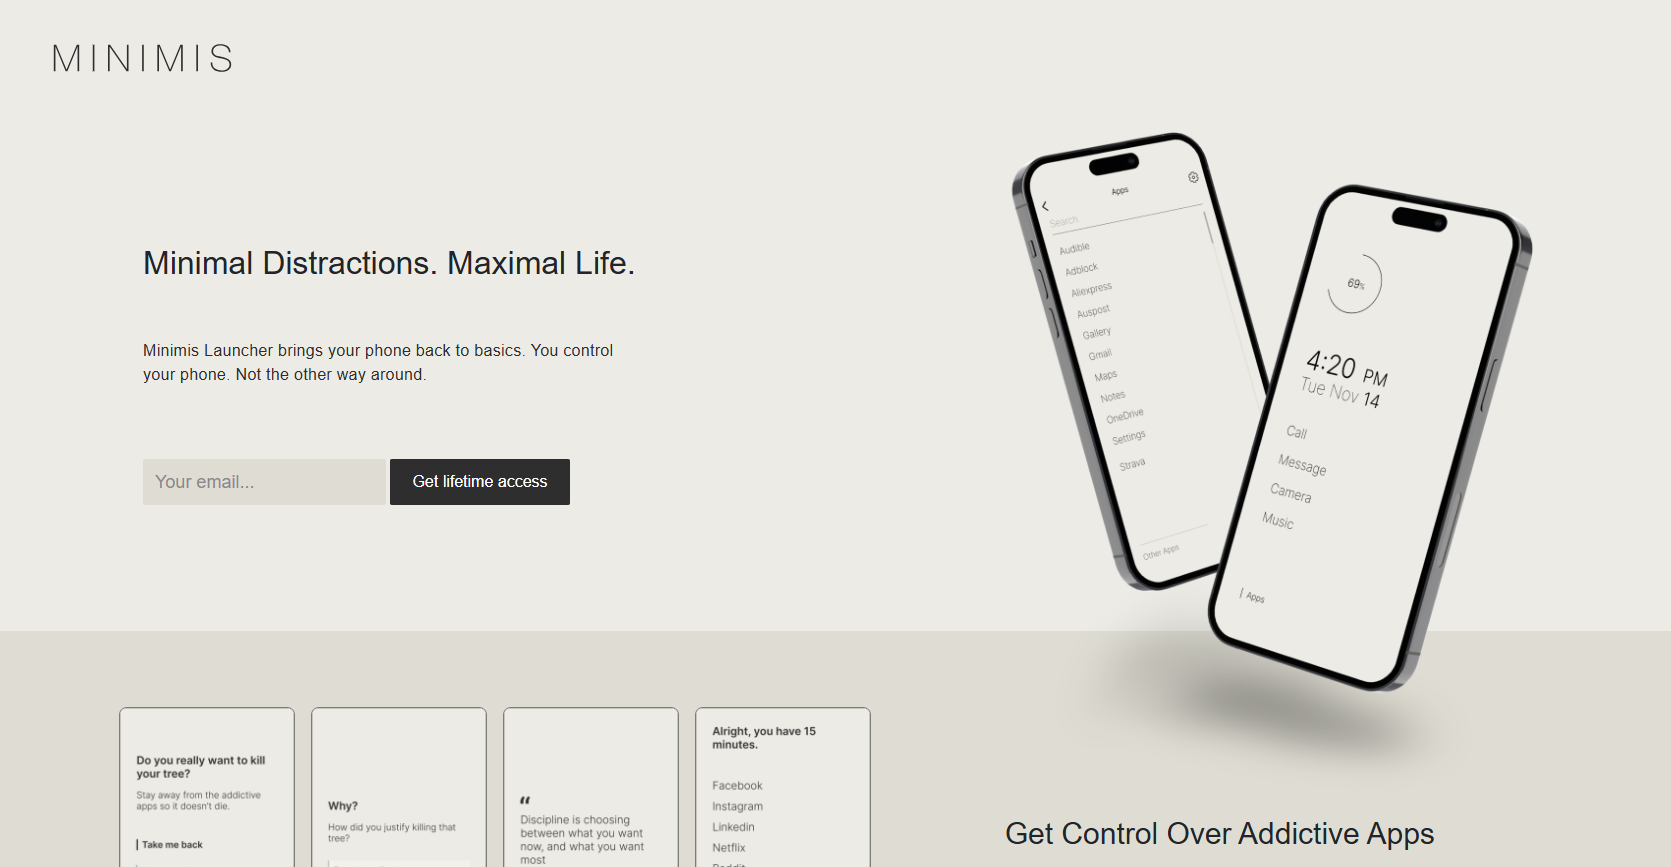 MINIMIS
Minimal Distractions. Maximal Life.
Minimis Launcher brings your phone back to basics. You control
your phone. Not the other way around.
Your email...
Get lifetime access
Apps
Search
Audible
Adblock
Aliexpress
Auspost
Gallery
Gmail
Maps
Notes
OneDrive
Settings
Strava
Other Apps
69%
4:20 PM
Tue Nov 14
Call
Message
Camera
Music
Apps
Do you really want to kill
your tree?
Stay away from the addictive
apps so it doesn't die.
Take me back
Why?
How did you justify killing that
tree?
“
Discipline is choosing
between what you want
now, and what you want
most
Alright, you have 15
minutes.
Facebook
Instagram
Linkedin
Netflix
Reddit
Get Control Over Addictive Apps